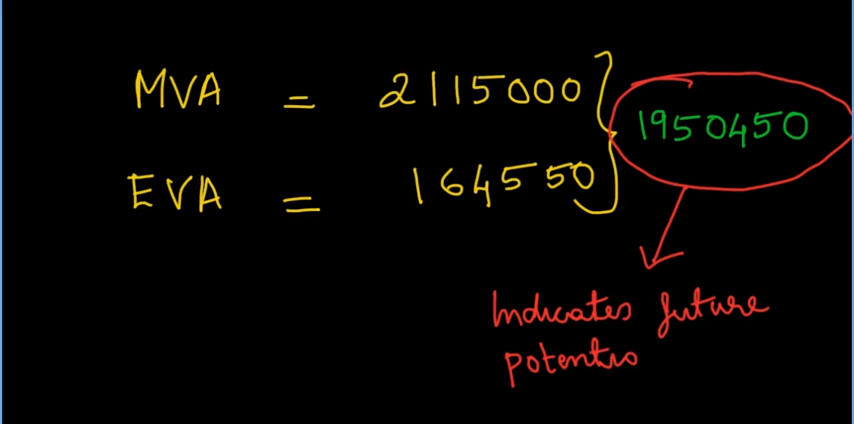 MVA = 2115000
1950450
EVA = 164550
Indicates future
potentia